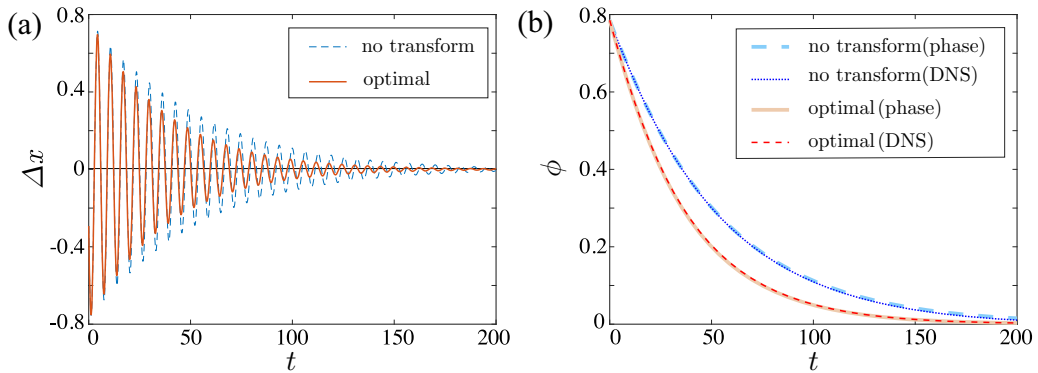 (a)
0.8
0.4
0
-0.4
-0.8
Δx
no transform
optimal
0
50
100
150
200
t
(b)
0.8
0.6
0.4
0.2
0
ϕ
no transform(phase)
no transform(DNS)
optimal(phase)
optimal(DNS)
0
50
100
150
200
t